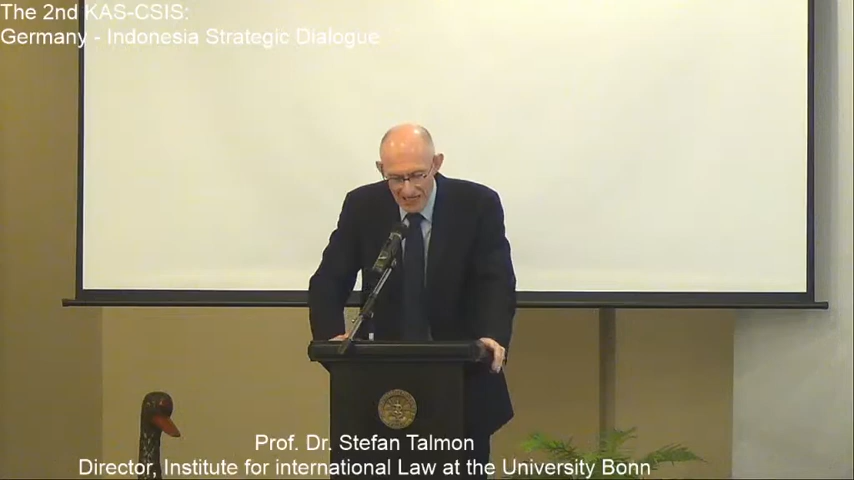 The 2nd KAS-CSIS:
Germany - Indonesia Strategic Dialogue
Prof. Dr. Stefan Talmon
Director, Institute for international Law at the University Bonn